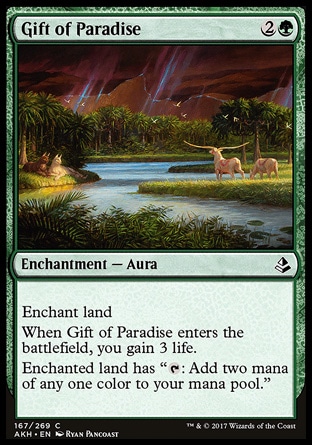 Gift of Paradise 2
Enchantment — Aura
Enchant land
When Gift of Paradise enters the
battlefield, you gain 3 life.
Enchanted land has “: Add two mana
of any one color to your mana pool.”
167/269 C
AKH • EN Ryan Pancoast
™ & © 2017 Wizards of the Coast